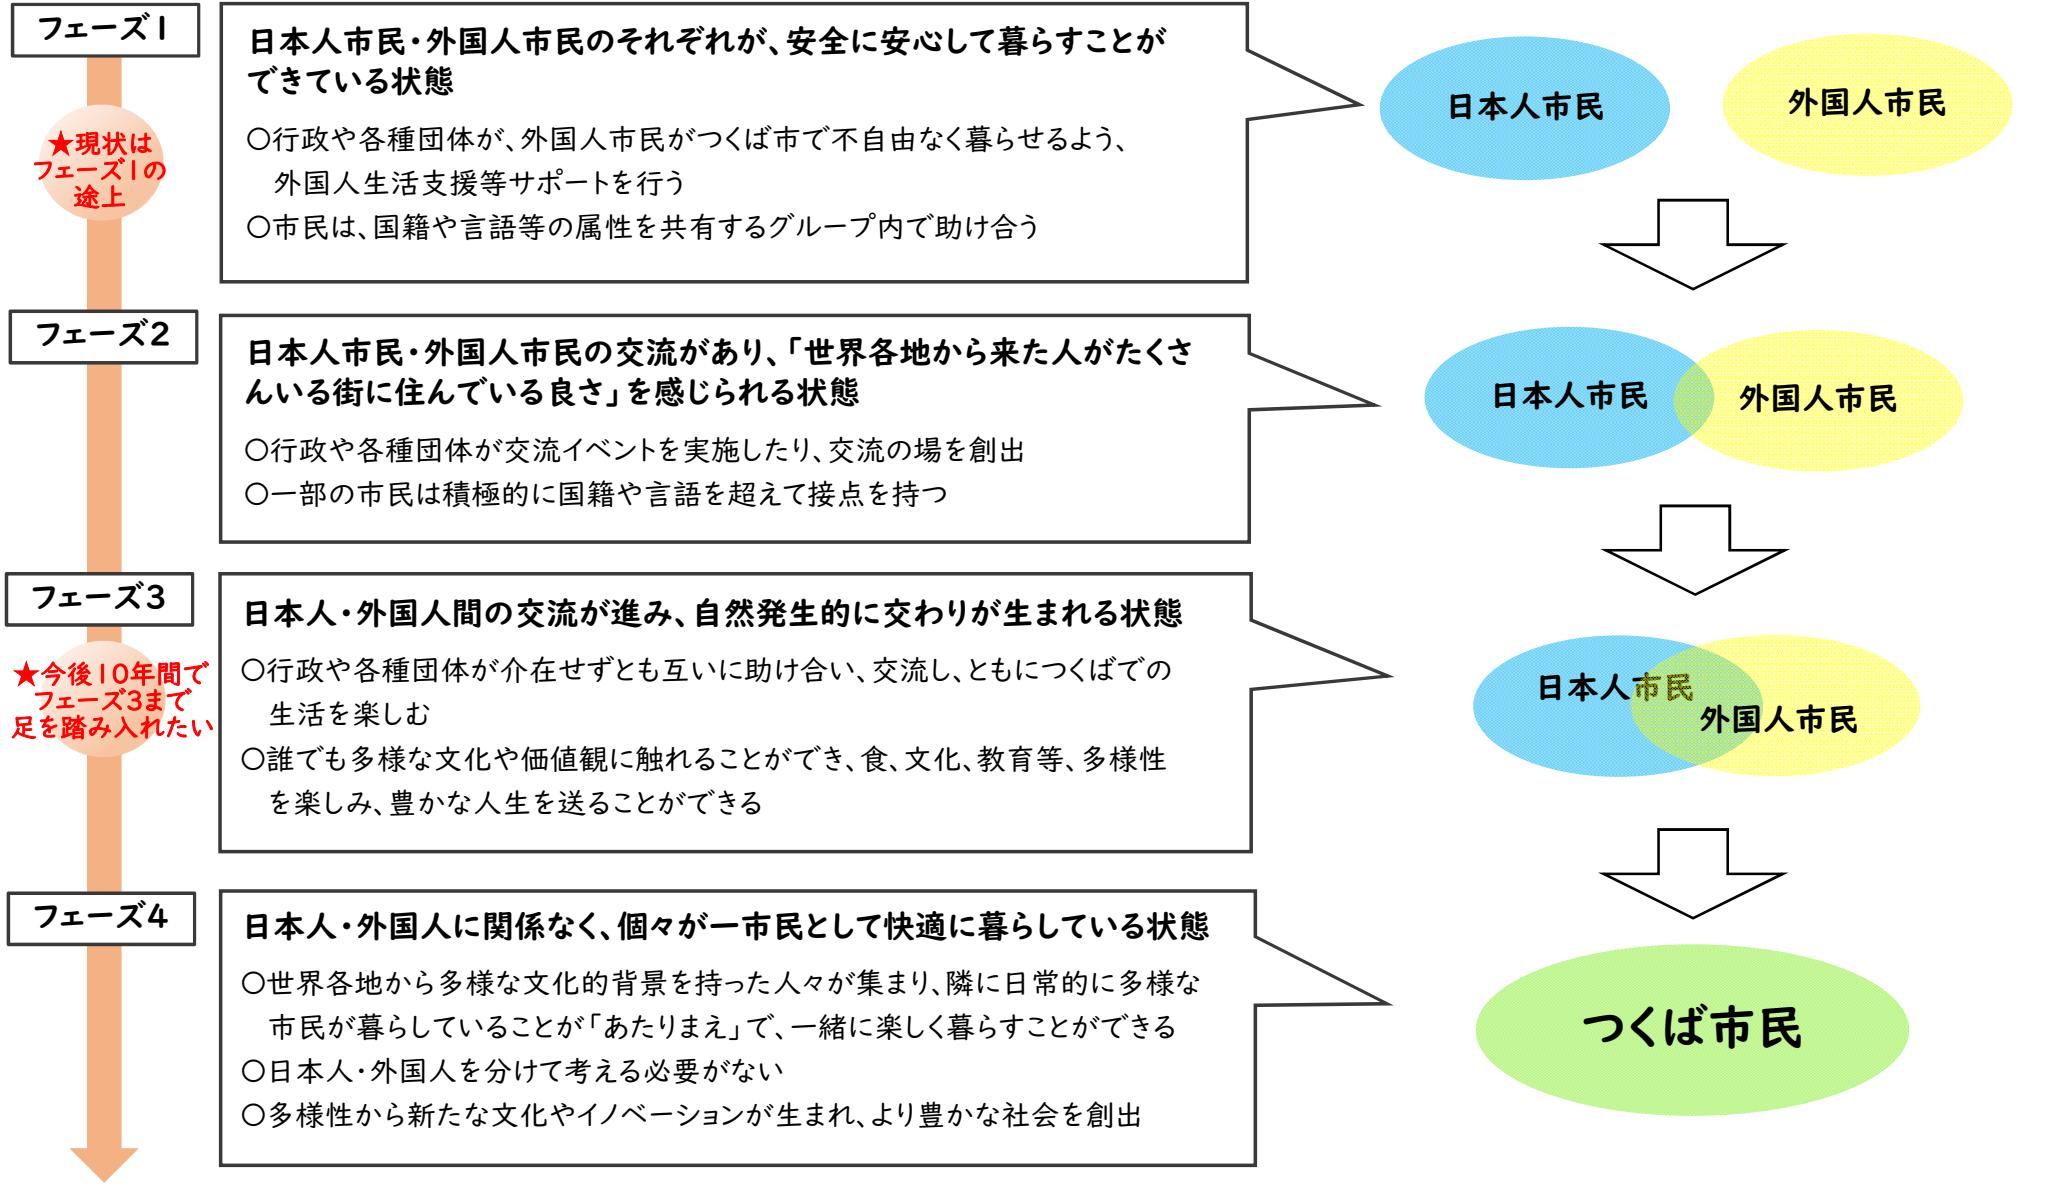 フェーズ1
日本人市民・外国人市民のそれぞれが、安全に安心して暮らすことが
できている状態
○行政や各種団体が、外国人市民がつくば市で不自由なく暮らせるよう、
外国人生活支援等サポートを行う
○市民は、国籍や言語等の属性を共有するグループ内で助け合う
★現状は
フェーズ1の
途上
日本人市民
外国人市民
フェーズ2
日本人市民・外国人市民の交流があり、「世界各地から来た人がたくさ
んいる街に住んでいる良さ」を感じられる状態
○行政や各種団体が交流イベントを実施したり、交流の場を創出
○一部の市民は積極的に国籍や言語を超えて接点を持つ
日本人市民
外国人市民
フェーズ3
日本人・外国人間の交流が進み、自然発生的に交わりが生まれる状態
○行政や各種団体が介在せずとも互いに助け合い、交流し、ともにつくばでの
生活を楽しむ
○誰でも多様な文化や価値観に触れることができ、食、文化、教育等、多様性
を楽しみ、豊かな人生を送ることができる
★今後10年間で
フェーズ3まで
足を踏み入れたい
日本人市民
外国人市民
フェーズ4
日本人・外国人に関係なく、個々が一市民として快適に暮らしている状態
○世界各地から多様な文化的背景を持った人々が集まり、隣に日常的に多様な
市民が暮らしていることが「あたりまえ」で、一緒に楽しく暮らすことができる
○日本人・外国人を分けて考える必要がない
○多様性から新たな文化やイノベーションが生まれ、より豊かな社会を創出
つくば市民